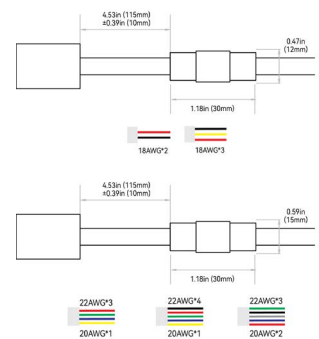 4.53in (115mm)
±0.39in (10mm)
0.47in
(12mm)
1.18in (30mm)
18AWG*2
18AWG*3
4.53in (115mm)
±0.39in (10mm)
0.59in
(15mm)
1.18in (30mm)
22AWG*3
22AWG*4
22AWG*3
20AWG*1
20AWG*1
20AWG*2